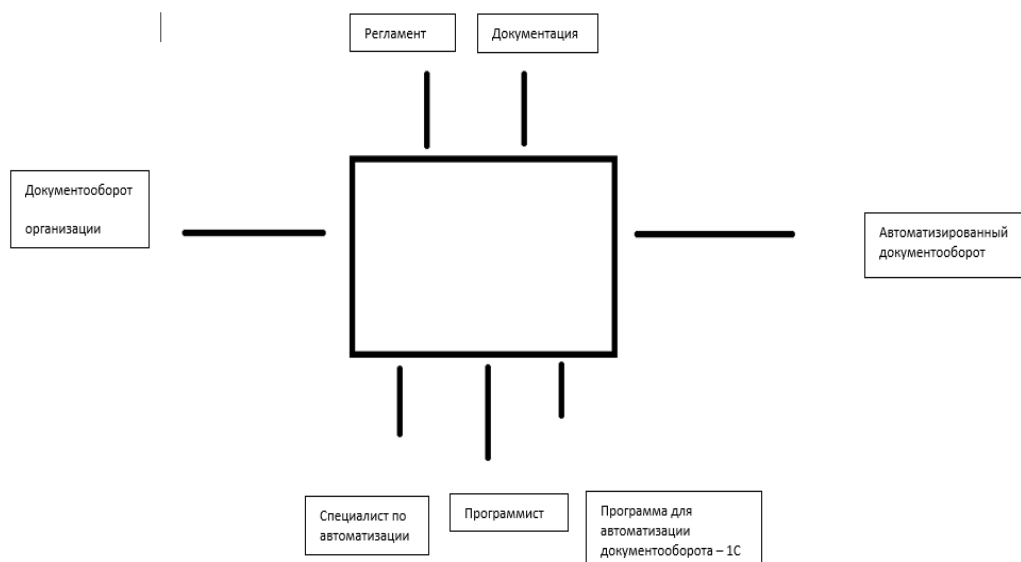 Регламент
Документация
Документооборот
организации
Автоматизированный
документооборот
Специалист по
автоматизации
Программист
Программа для
автоматизации
документооборота – 1С